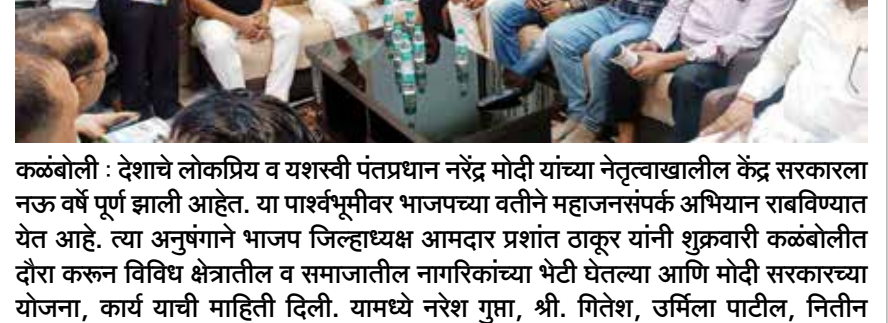 कळंबोली : देशाचे लोकप्रिय व यशस्वी पंतप्रधान नरेंद्र मोदी यांच्या नेतृत्वाखालील केंद्र सरकारला
नऊ वर्षे पूर्ण झाली आहेत. या पार्श्वभूमीवर भाजपच्या वतीने महाजनसंपर्क अभियान राबविण्यात
येत आहे. त्या अनुषंगाने भाजप जिल्हाध्यक्ष आमदार प्रशांत ठाकूर यांनी शुक्रवारी कळंबोलीत
दौरा करून विविध क्षेत्रातील व समाजातील नागरिकांच्या भेटी घेतल्या आणि मोदी सरकारच्या
योजना, कार्य याची माहिती दिली. यामध्ये नरेश गुप्ता, श्री. गितेश, उर्मिला पाटील, नितीन